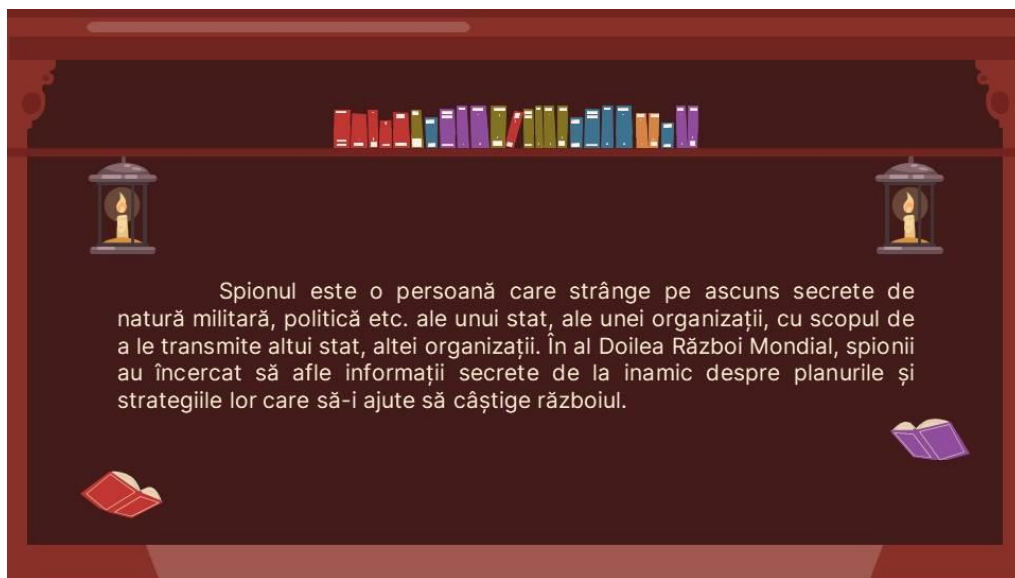 Spionul este o persoană care strânge pe ascuns secrete de
natură militară, politică etc. ale unui stat, ale unei organizații, cu scopul de
a le transmite altui stat, altei organizații. În al Doilea Război Mondial, spionii
au încercat să afle informații secrete de la inamic despre planurile și
strategiile lor care să-i ajute să câștige războiul.